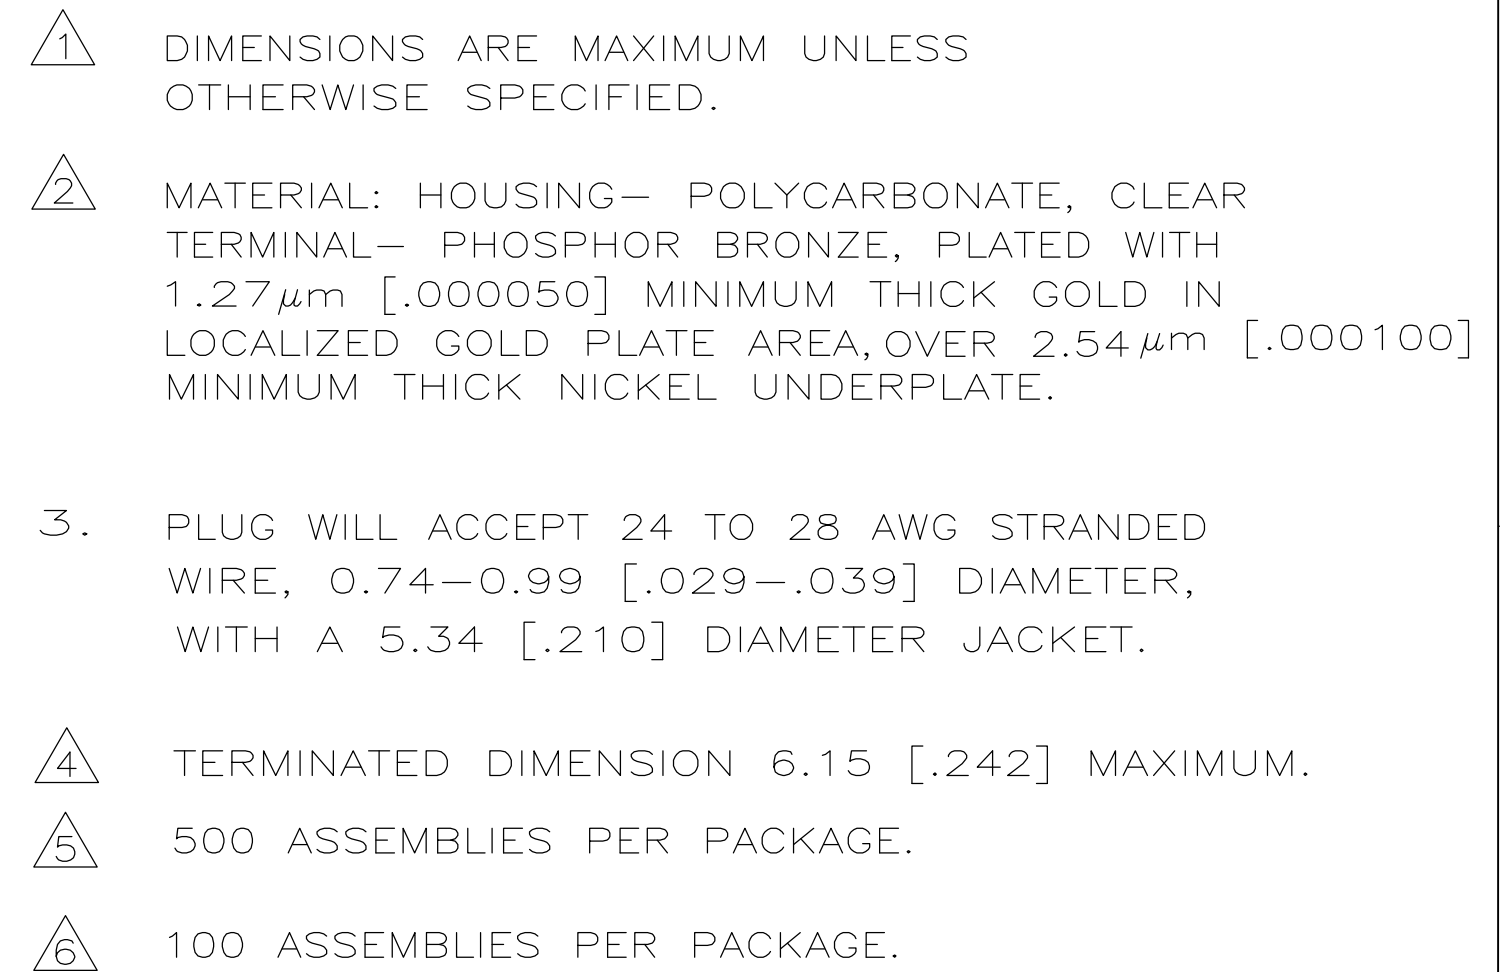 1 DIMENSIONS ARE MAXIMUM UNLESS
OTHERWISE SPECIFIED.
2 MATERIAL: HOUSING– POLYCARBONATE, CLEAR
TERMINAL– PHOSPHOR BRONZE, PLATED WITH
1.27μm [.000050] MINIMUM THICK GOLD IN
LOCALIZED GOLD PLATE AREA, OVER 2.54μm [.000100]
MINIMUM THICK NICKEL UNDERPLATE.
3. PLUG WILL ACCEPT 24 TO 28 AWG STRANDED
WIRE, 0.74–0.99 [.029–.039] DIAMETER,
WITH A 5.34 [.210] DIAMETER JACKET.
4 TERMINATED DIMENSION 6.15 [.242] MAXIMUM.
5 500 ASSEMBLIES PER PACKAGE.
6 100 ASSEMBLIES PER PACKAGE.